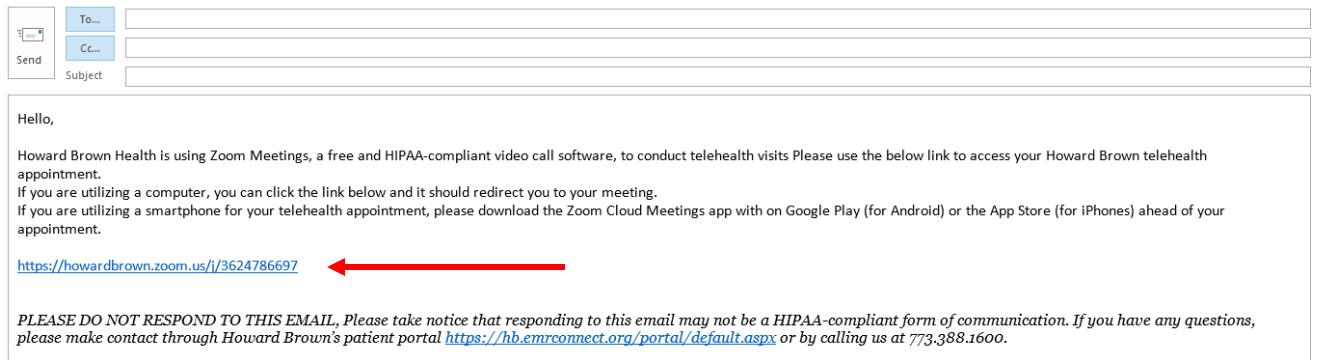 To...
Cc...
Send
Subject
Hello,
Howard Brown Health is using Zoom Meetings, a free and HIPAA-compliant video call software, to conduct telehealth visits Please use the below link to access your Howard Brown telehealth
appointment.
If you are utilizing a computer, you can click the link below and it should redirect you to your meeting.
If you are utilizing a smartphone for your telehealth appointment, please download the Zoom Cloud Meetings app with on Google Play (for Android) or the App Store (for iPhones) ahead of your
appointment.
https://howardbrown.zoom.us/j/3624786697
PLEASE DO NOT RESPOND TO THIS EMAIL, Please take notice that responding to this email may not be a HIPAA-compliant form of communication. If you have any questions,
please make contact through Howard Brown's patient portal https://hb.emrconnect.org/portal/default.aspx or by calling us at 773.388.1600.